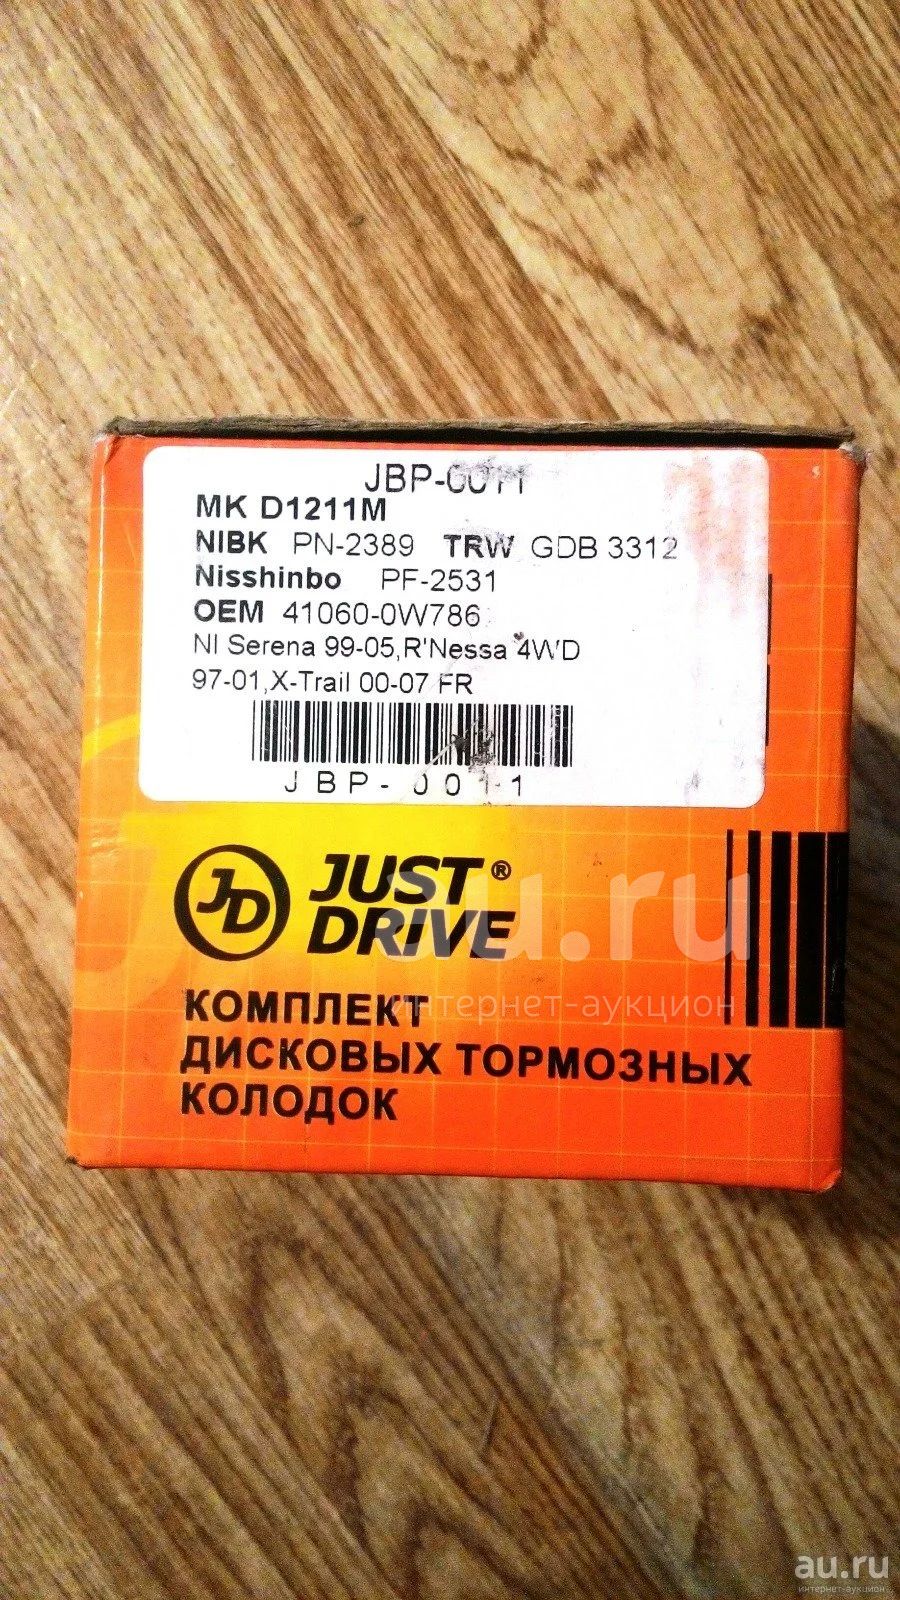 JBP-0011
MK D1211M
NIBK PN-2389 TRW GDB 3312
Nisshinbo PF-2531
OEM 41060-0W786
NI Serena 99-05,R'Nessa 4WD
97-01,X-Trail 00-07 FR
JBP-0011
JD JUST®
DRIVE
au.ru
интернет-аукцион
КОМПЛЕКТ
ДИСКОВЫХ ТОРМОЗНЫХ
КОЛОДОК
au.ru
интернет-аукцион